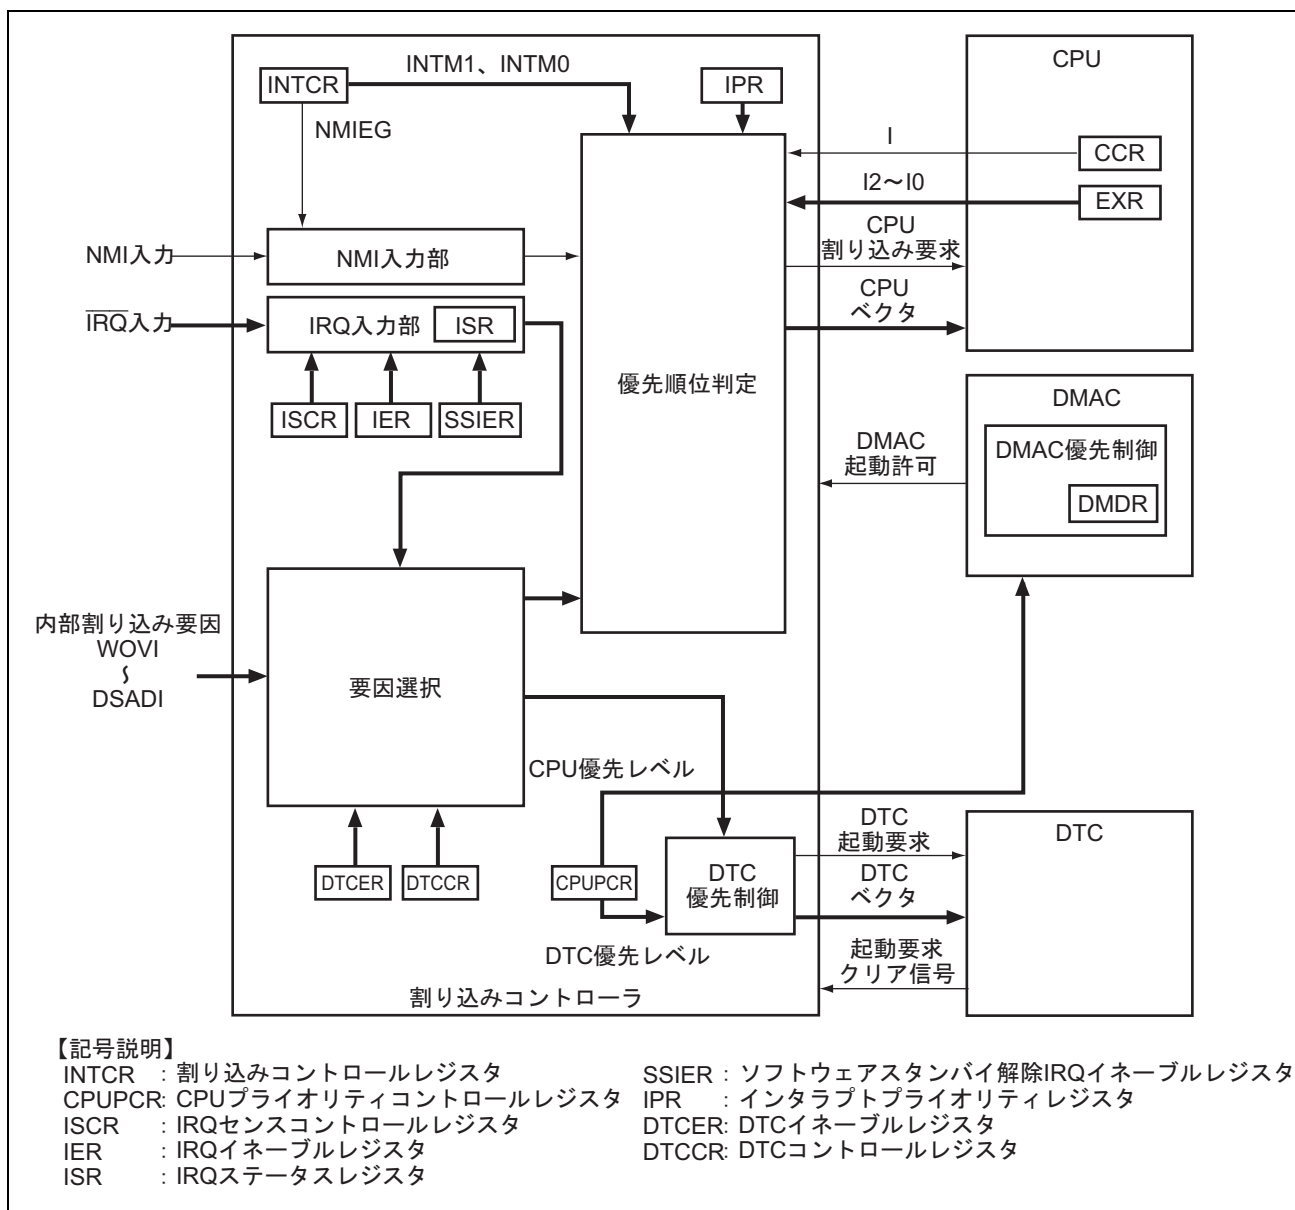 INTCR
INTM1、INTM0
IPR
CPU
NMIEG
I
CCR
I2～I0
EXR
NMI入力
NMI入力部
CPU
割り込み要求
IRQ入力
IRQ入力部
ISR
CPU
ベクタ
ISCR
IER
SSIER
優先順位判定
DMAC
DMAC優先制御
DMDR
DMAC
起動許可
内部割り込み要因
WOVI
～
DSADI
要因選択
CPU優先レベル
DTCER
DTCCR
CPUPCR
DTC
優先制御
DTC優先レベル
DTC
起動要求
DTC
ベクタ
起動要求
クリア信号
DTC
割り込みコントローラ
【記号説明】
INTCR : 割り込みコントロールレジスタ
CPUPCR: CPUプライオリティコントロールレジスタ
ISCR : IRQセンスコントロールレジスタ
IER : IRQイネーブルレジスタ
ISR : IRQステータスレジスタ
SSIER : ソフトウェアスタンバイ解除IRQイネーブルレジスタ
IPR : インタラプトプライオリティレジスタ
DTCER: DTCイネーブルレジスタ
DTCCR: DTCコントロールレジスタ